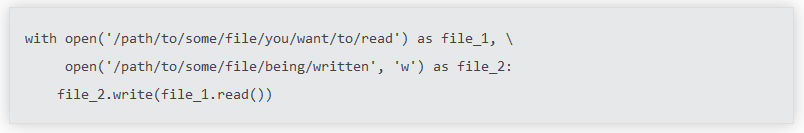 with open('/path/to/some/file/you/want/to/read') as file_1, \
     open('/path/to/some/file/being/written', 'w') as file_2:
    file_2.write(file_1.read())